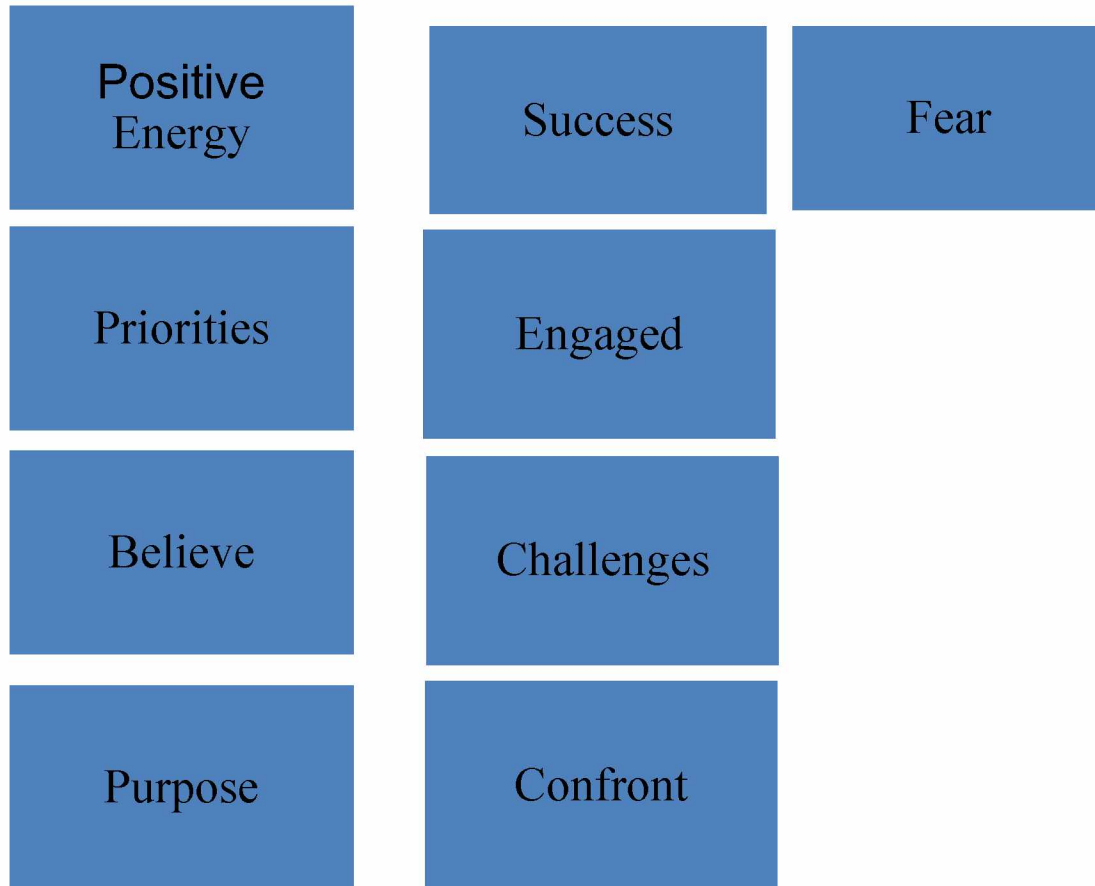 Positive
Energy
Success
Fear
Priorities
Engaged
Believe
Challenges
Purpose
Confront